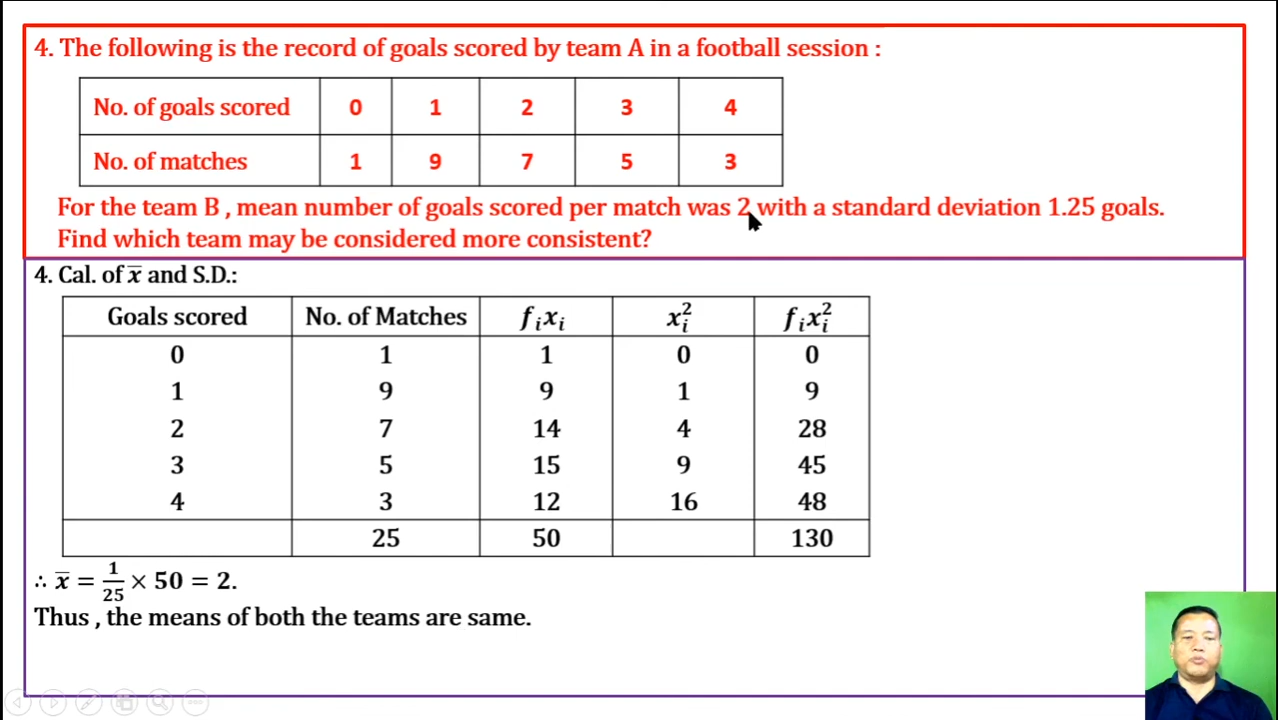 4. The following is the record of goals scored by team A in a football session :
No. of goals scored 0 1 2 3 4
No. of matches 1 9 7 5 3
For the team B , mean number of goals scored per match was 2 with a standard deviation 1.25 goals.
Find which team may be considered more consistent?
4. Cal. of x̅ and S.D.:
Goals scored No. of Matches fᵢxᵢ xᵢ² fᵢxᵢ²
0 1 1 0 0
1 9 9 1 9
2 7 14 4 28
3 5 15 9 45
4 3 12 16 48
25 50 130
∴ x̅ = 1/25 × 50 = 2.
Thus , the means of both the teams are same.